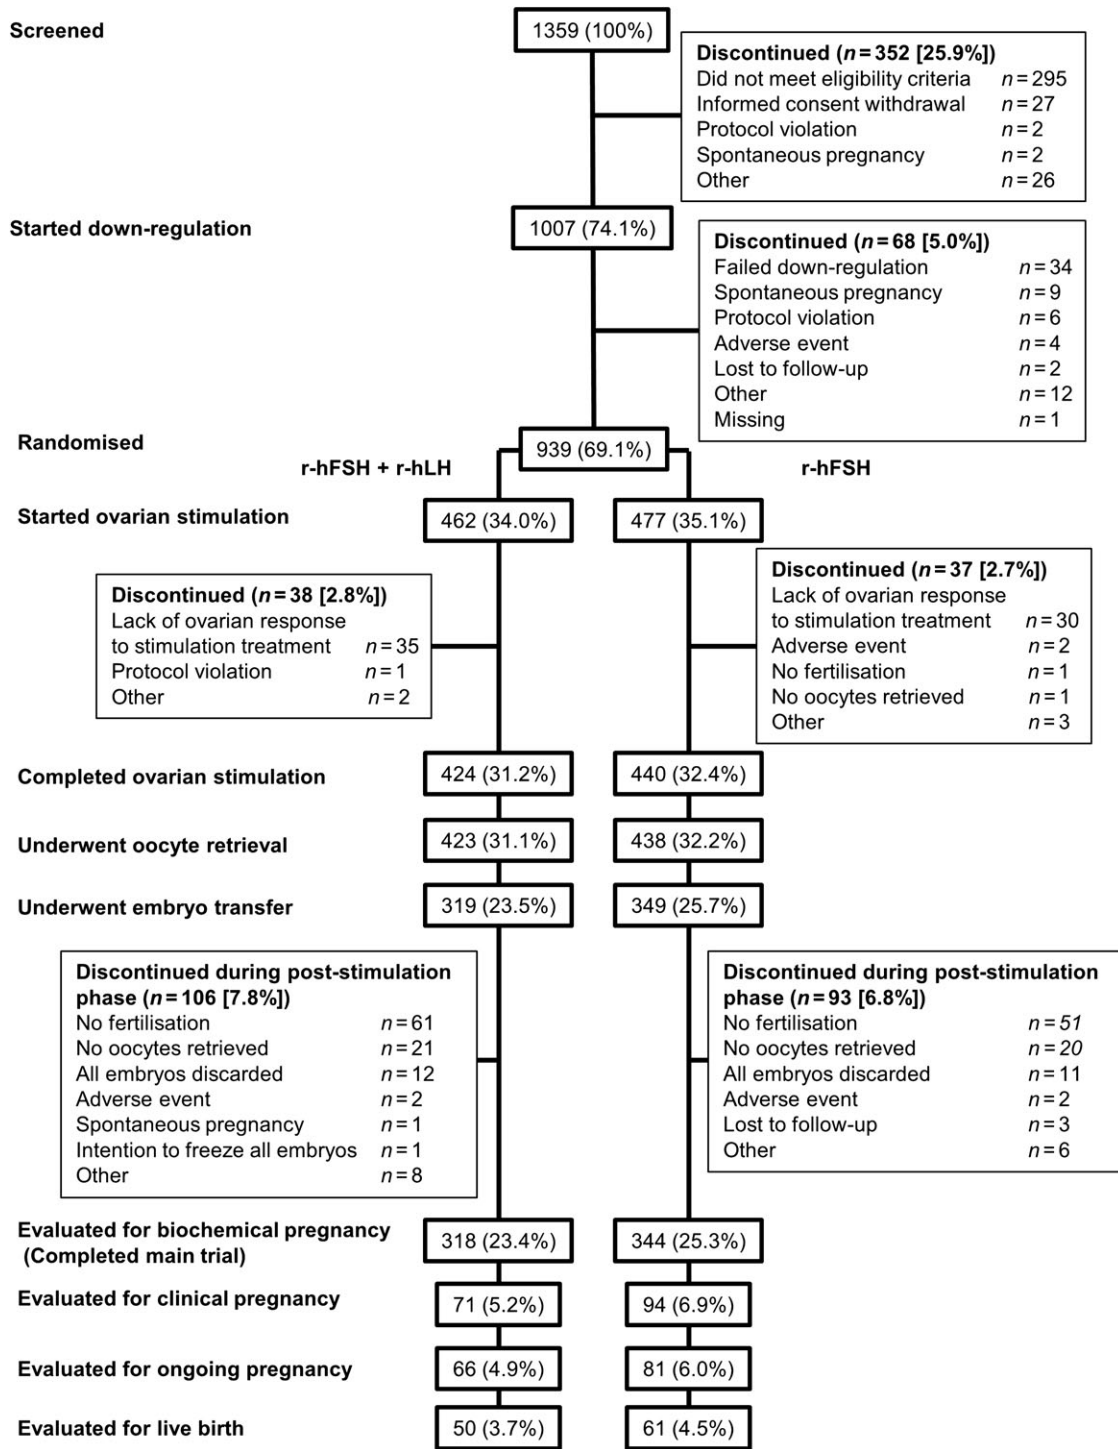 Screened
1359 (100%)
Discontinued (n = 352 [25.9%])
Did not meet eligibility criteria n = 295
Informed consent withdrawal n = 27
Protocol violation n = 2
Spontaneous pregnancy n = 2
Other n = 26
Started down-regulation
1007 (74.1%)
Discontinued (n = 68 [5.0%])
Failed down-regulation n = 34
Spontaneous pregnancy n = 9
Protocol violation n = 6
Adverse event n = 4
Lost to follow-up n = 2
Other n = 12
Missing n = 1
Randomised
939 (69.1%)
r-hFSH + r-hLH
r-hFSH
Started ovarian stimulation
462 (34.0%)
477 (35.1%)
Discontinued (n = 38 [2.8%])
Lack of ovarian response
to stimulation treatment n = 35
Protocol violation n = 1
Other n = 2
Discontinued (n = 37 [2.7%])
Lack of ovarian response
to stimulation treatment n = 30
Adverse event n = 2
No fertilisation n = 1
No oocytes retrieved n = 1
Other n = 3
Completed ovarian stimulation
424 (31.2%)
440 (32.4%)
Underwent oocyte retrieval
423 (31.1%)
438 (32.2%)
Underwent embryo transfer
319 (23.5%)
349 (25.7%)
Discontinued during post-stimulation
phase (n = 106 [7.8%])
No fertilisation n = 61
No oocytes retrieved n = 21
All embryos discarded n = 12
Adverse event n = 2
Spontaneous pregnancy n = 1
Intention to freeze all embryos n = 1
Other n = 8
Discontinued during post-stimulation
phase (n = 93 [6.8%])
No fertilisation n = 51
No oocytes retrieved n = 20
All embryos discarded n = 11
Adverse event n = 2
Lost to follow-up n = 3
Other n = 6
Evaluated for biochemical pregnancy
(Completed main trial)
318 (23.4%)
344 (25.3%)
Evaluated for clinical pregnancy
71 (5.2%)
94 (6.9%)
Evaluated for ongoing pregnancy
66 (4.9%)
81 (6.0%)
Evaluated for live birth
50 (3.7%)
61 (4.5%)